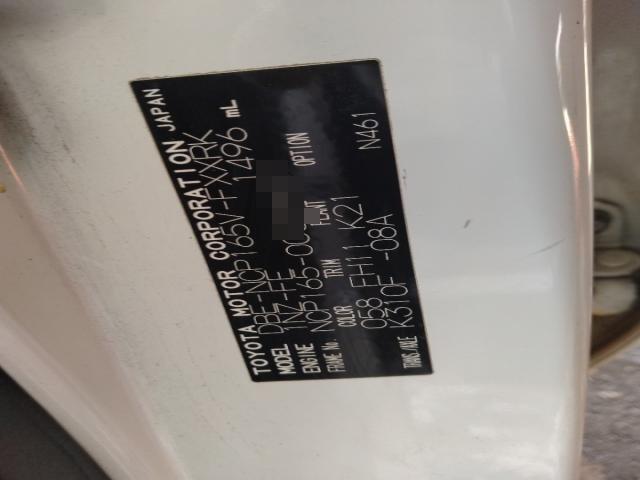 TOYOTA MOTOR CORPORATION JAPAN
MODEL DBE-NCP165V-FXXRK
ENGINE 1NZ-FE 1496 mL
FRAME No. NCP165-00
COLOR TRIM PLANT OPTION
058 FH11 K21
TRANS/AXLE K310F -08A N461